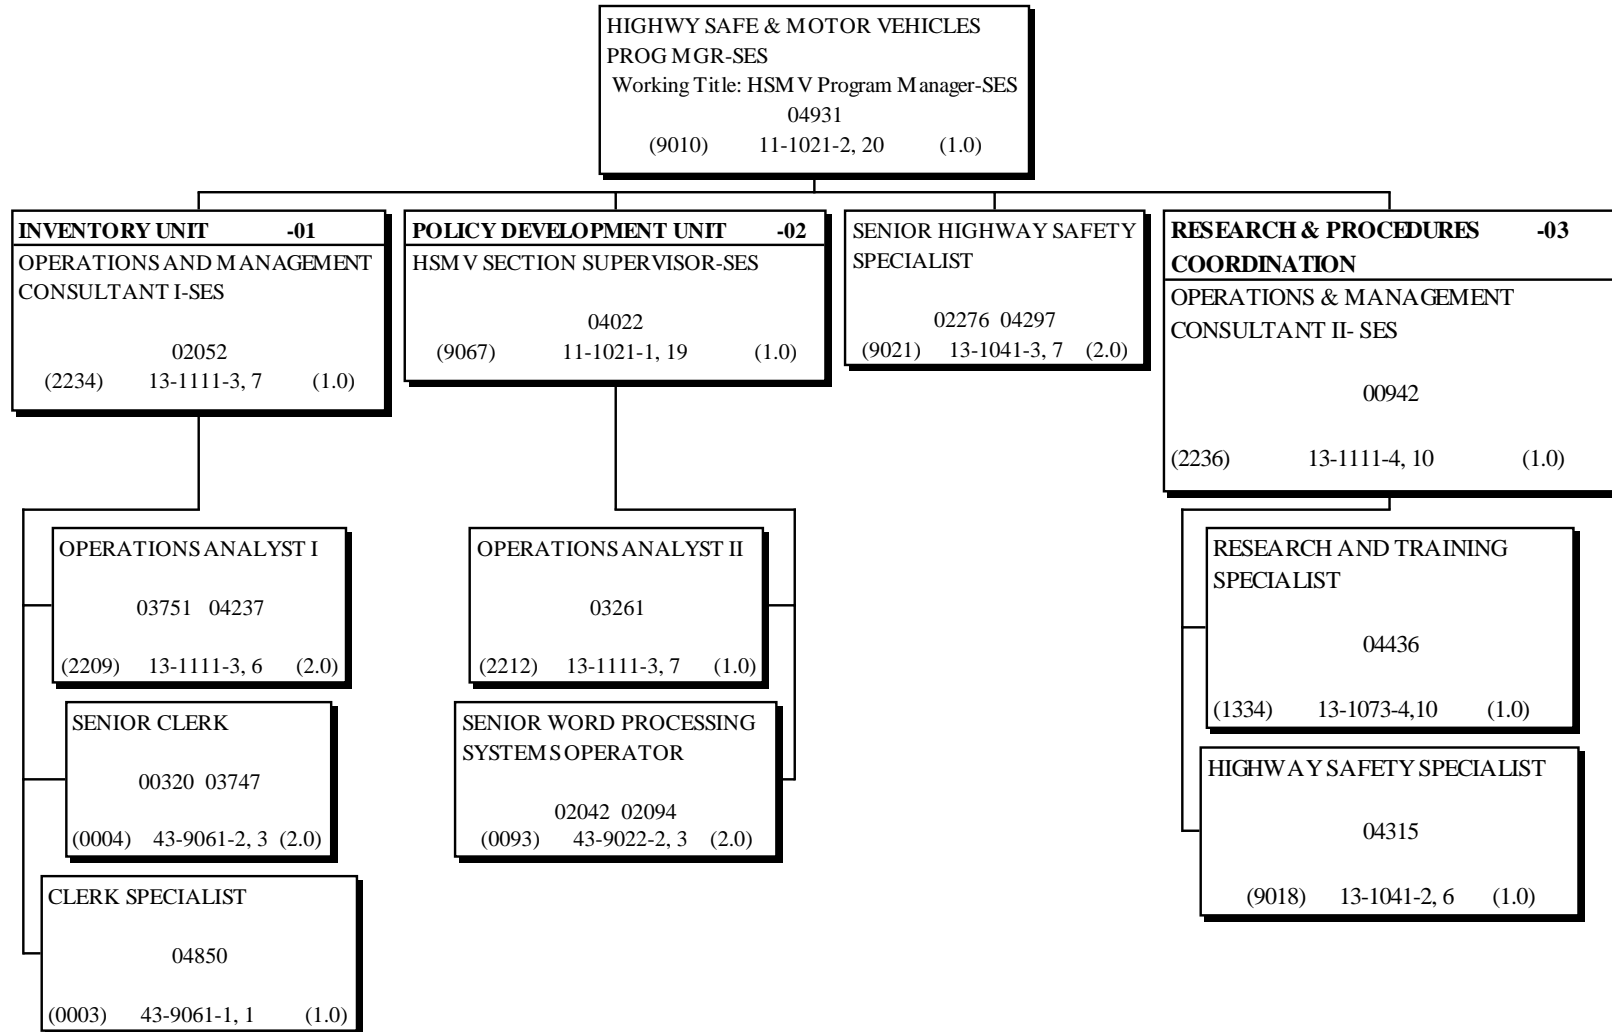 HIGHWY SAFE & MOTOR VEHICLES
PROG MGR-SES
Working Title: HSMV Program Manager-SES
04931
(9010) 11-1021-2, 20 (1.0)
INVENTORY UNIT -01
OPERATIONS AND MANAGEMENT
CONSULTANT I-SES
02052
(2234) 13-1111-3, 7 (1.0)
POLICY DEVELOPMENT UNIT -02
HSMV SECTION SUPERVISOR-SES
04022
(9067) 11-1021-1, 19 (1.0)
SENIOR HIGHWAY SAFETY
SPECIALIST
02276 04297
(9021) 13-1041-3, 7 (2.0)
RESEARCH & PROCEDURES -03
COORDINATION
OPERATIONS & MANAGEMENT
CONSULTANT II- SES
00942
(2236) 13-1111-4, 10 (1.0)
OPERATIONS ANALYST I
03751 04237
(2209) 13-1111-3, 6 (2.0)
SENIOR CLERK
00320 03747
(0004) 43-9061-2, 3 (2.0)
CLERK SPECIALIST
04850
(0003) 43-9061-1, 1 (1.0)
OPERATIONS ANALYST II
03261
(2212) 13-1111-3, 7 (1.0)
SENIOR WORD PROCESSING
SYSTEMS OPERATOR
02042 02094
(0093) 43-9022-2, 3 (2.0)
RESEARCH AND TRAINING
SPECIALIST
04436
(1334) 13-1073-4,10 (1.0)
HIGHWAY SAFETY SPECIALIST
04315
(9018) 13-1041-2, 6 (1.0)